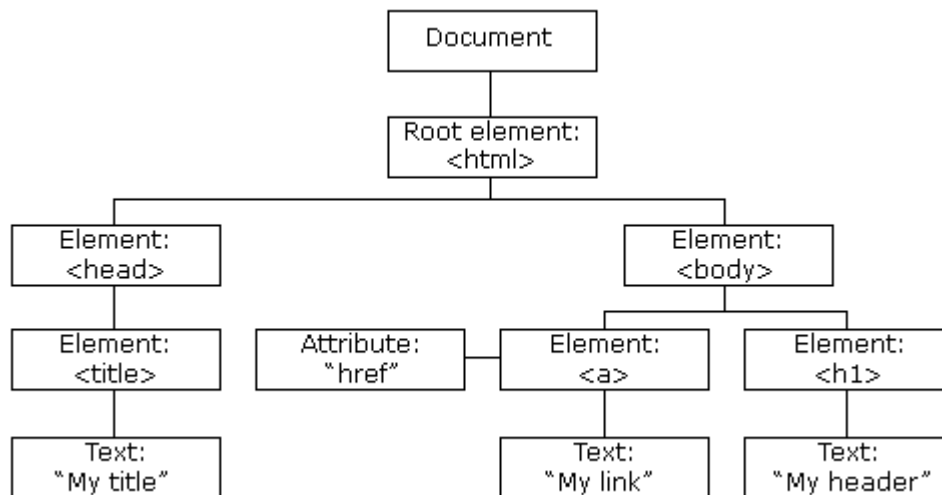 Document
Root element:
<html>
Element:
<head>
Element:
<body>
Element:
<title>
Attribute:
“href”
Element:
<a>
Element:
<h1>
Text:
“My title”
Text:
“My link”
Text:
“My header”